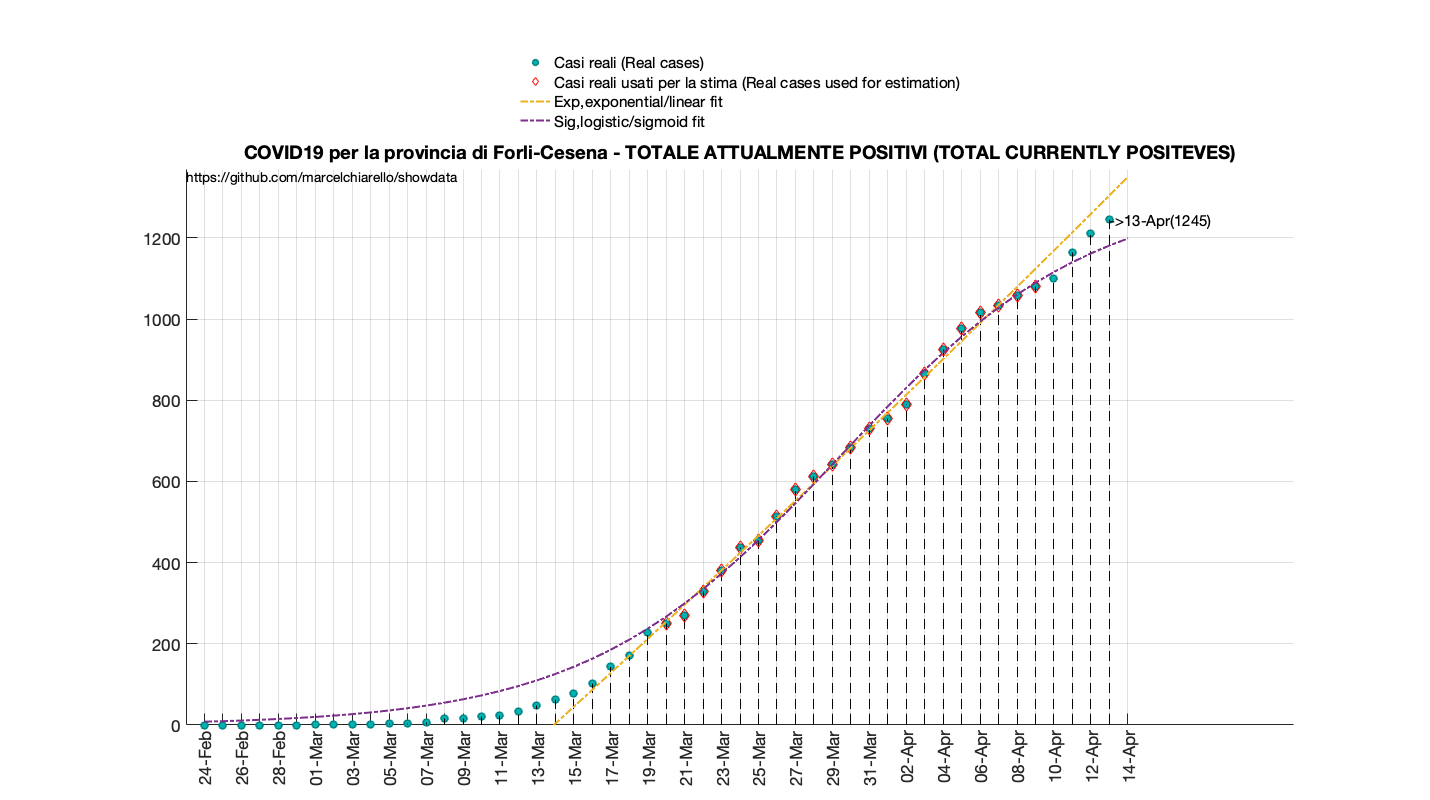 Casi reali (Real cases)
Casi reali usati per la stima (Real cases used for estimation)
Exp,exponential/linear fit
Sig,logistic/sigmoid fit
COVID19 per la provincia di Forli-Cesena - TOTALE ATTUALMENTE POSITIVI (TOTAL CURRENTLY POSITEVES)
https://github.com/marcelchiarello/showdata
>13-Apr(1245)
1200
1000
800
600
400
200
0
24-Feb
26-Feb
28-Feb
01-Mar
03-Mar
05-Mar
07-Mar
09-Mar
11-Mar
13-Mar
15-Mar
17-Mar
19-Mar
21-Mar
23-Mar
25-Mar
27-Mar
29-Mar
31-Mar
02-Apr
04-Apr
06-Apr
08-Apr
10-Apr
12-Apr
14-Apr